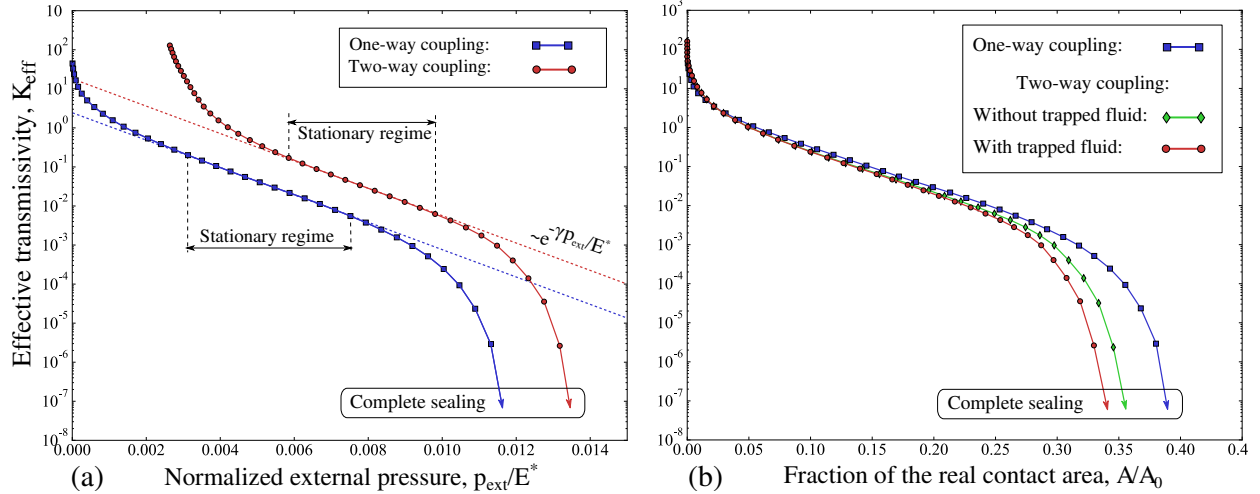 Effective transmissivity, K_eff
10^2
10^1
10^0
10^-1
10^-2
10^-3
10^-4
10^-5
10^-6
10^-7
10^-8
One-way coupling:
Two-way coupling:
Stationary regime
Stationary regime
~e^-γp_ext/E^*
Complete sealing
0.000 0.002 0.004 0.006 0.008 0.010 0.012 0.014
(a) Normalized external pressure, p_ext/E^*
10^3
10^2
10^1
10^0
10^-1
10^-2
10^-3
10^-4
10^-5
10^-6
10^-7
10^-8
One-way coupling:
Two-way coupling:
Without trapped fluid:
With trapped fluid:
Complete sealing
0.00 0.05 0.10 0.15 0.20 0.25 0.30 0.35 0.40 0.4
(b) Fraction of the real contact area, A/A_0